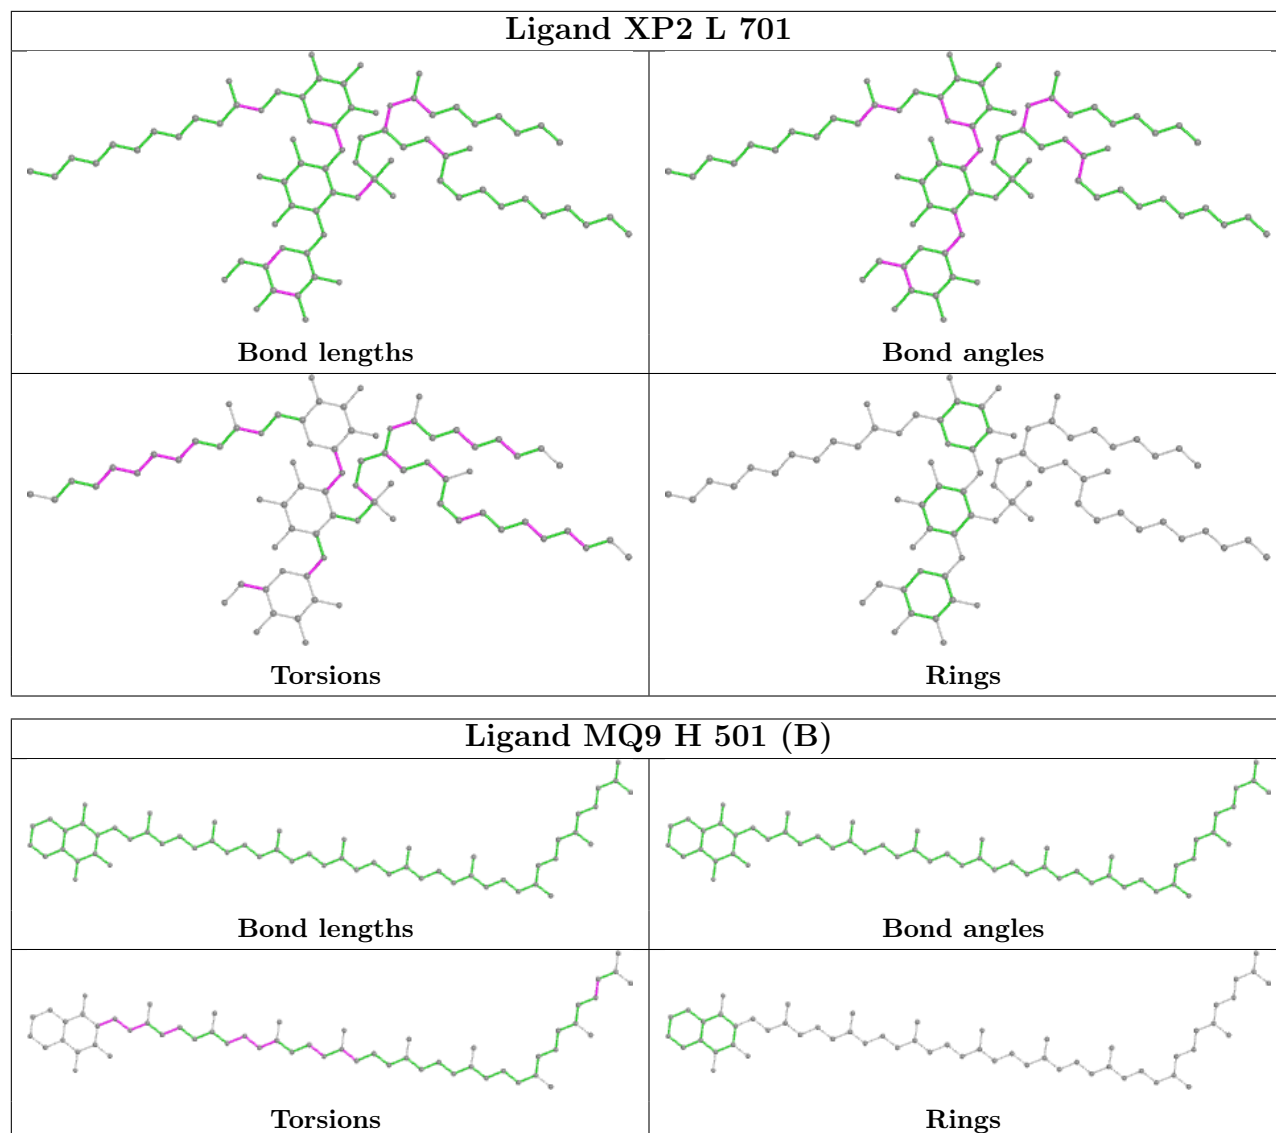 Ligand XP2 L 701
Bond lengths
Bond angles
Torsions
Rings
Ligand MQ9 H 501 (B)
Bond lengths
Bond angles
Torsions
Rings